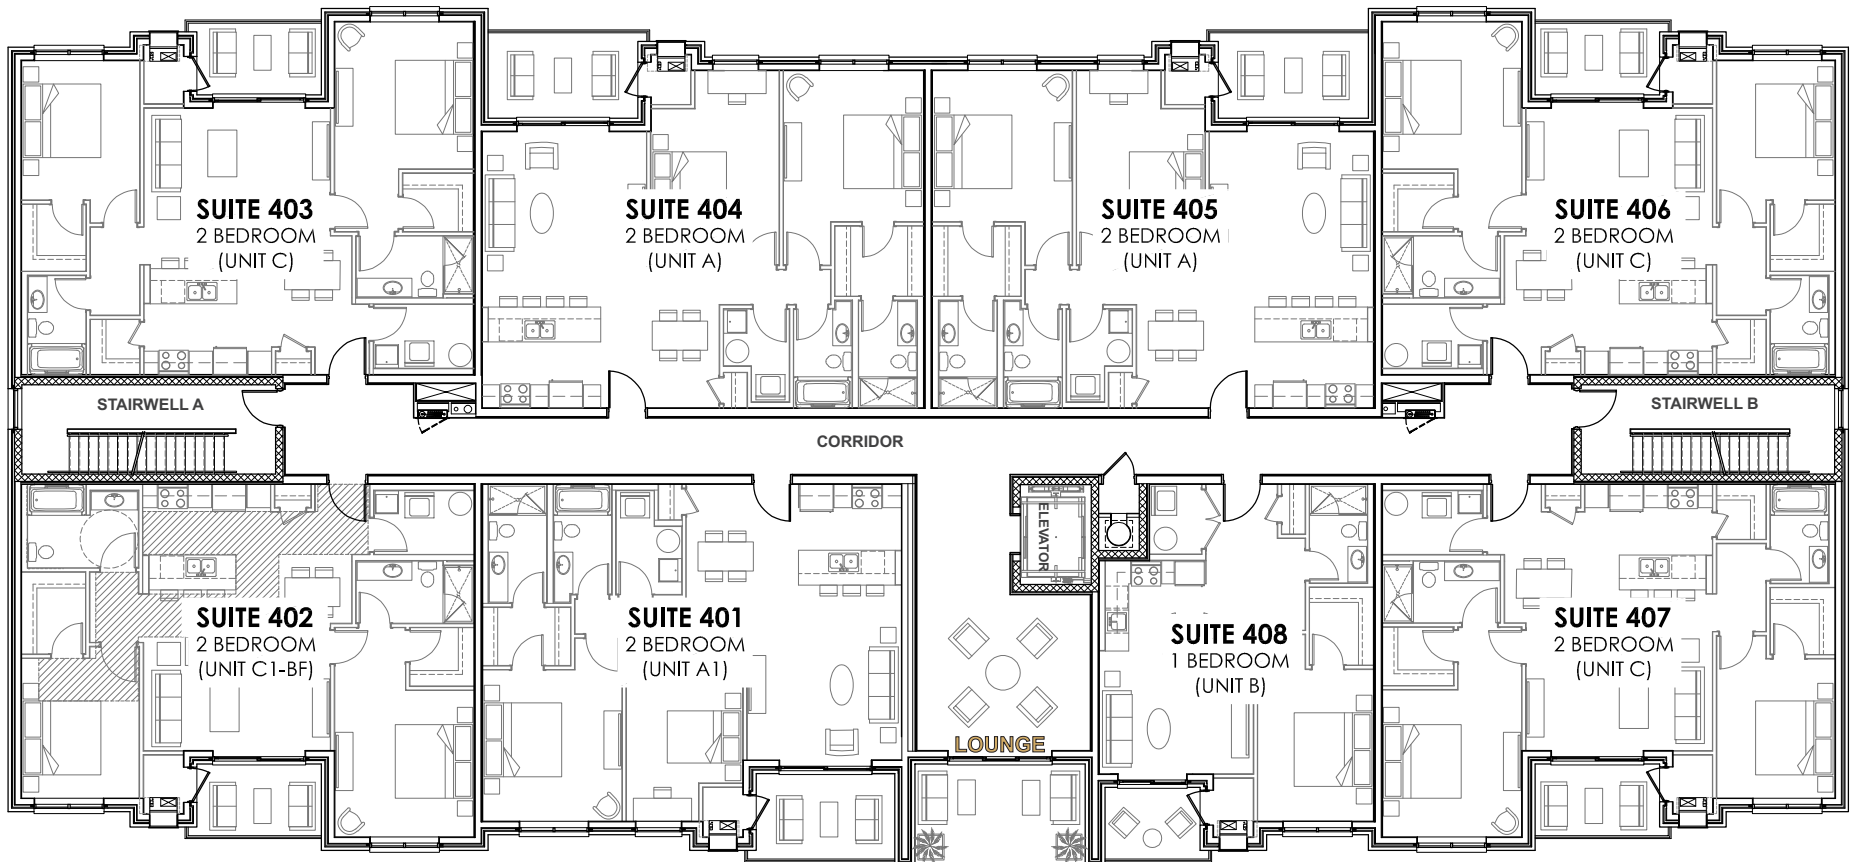 SUITE 403
2 BEDROOM
(UNIT C)
SUITE 404
2 BEDROOM
(UNIT A)
SUITE 405
2 BEDROOM
(UNIT A)
SUITE 406
2 BEDROOM
(UNIT C)
STAIRWELL A
STAIRWELL B
CORRIDOR
ELEVATOR
SUITE 402
2 BEDROOM
(UNIT C1-BF)
SUITE 401
2 BEDROOM
(UNIT A1)
SUITE 408
1 BEDROOM
(UNIT B)
SUITE 407
2 BEDROOM
(UNIT C)
LOUNGE